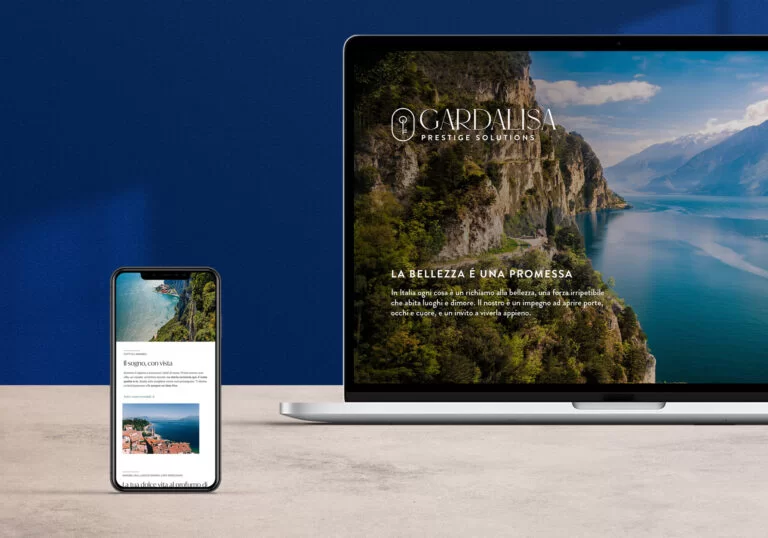 GARDALISA
PRESTIGE SOLUTIONS
LA BELLEZZA É UNA PROMESSA
In Italia ogni cosa è un richiamo alla bellezza, una forza irripetibile
che abita luoghi e dimore. Il nostro è un impegno ad aprire porte,
occhi e cuore, e un invito a viverla appieno.
Il sogno, con vista
La tua dolce vita al profumo di